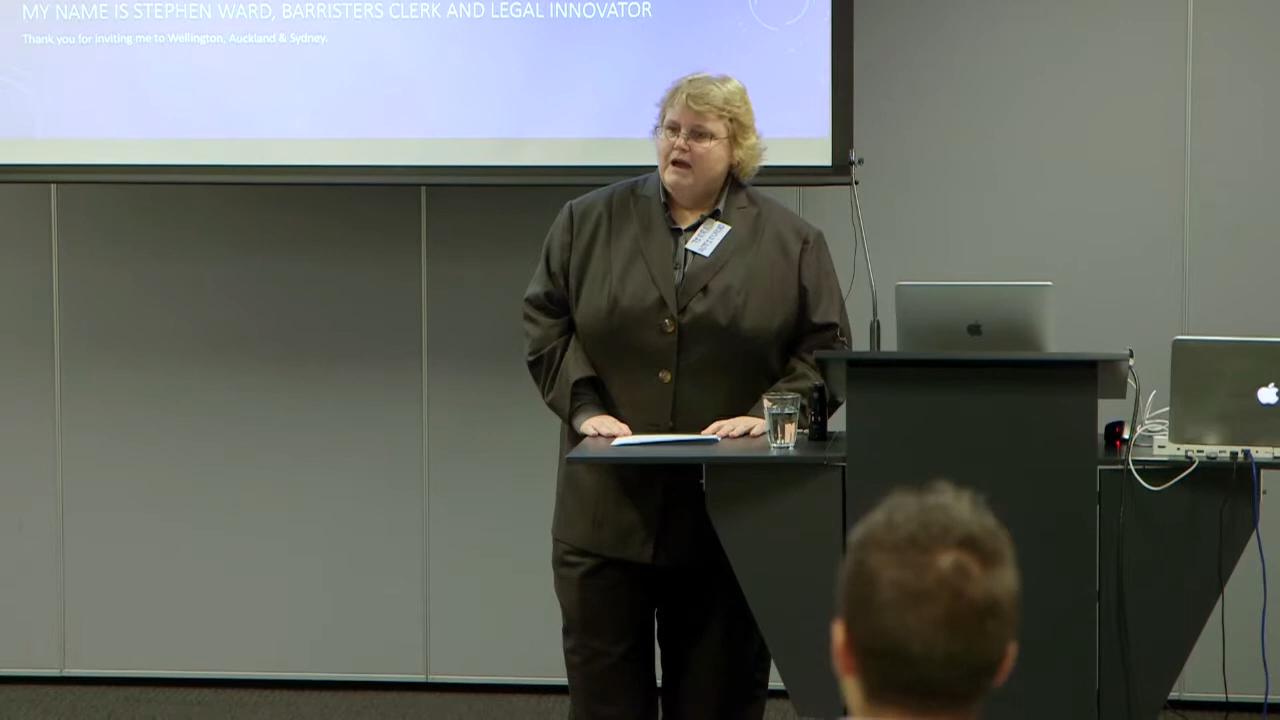 MY NAME IS STEPHEN WARD, BARRISTERS CLERK AND LEGAL INNOVATOR
Thank you for inviting me to Wellington, Auckland & Sydney.